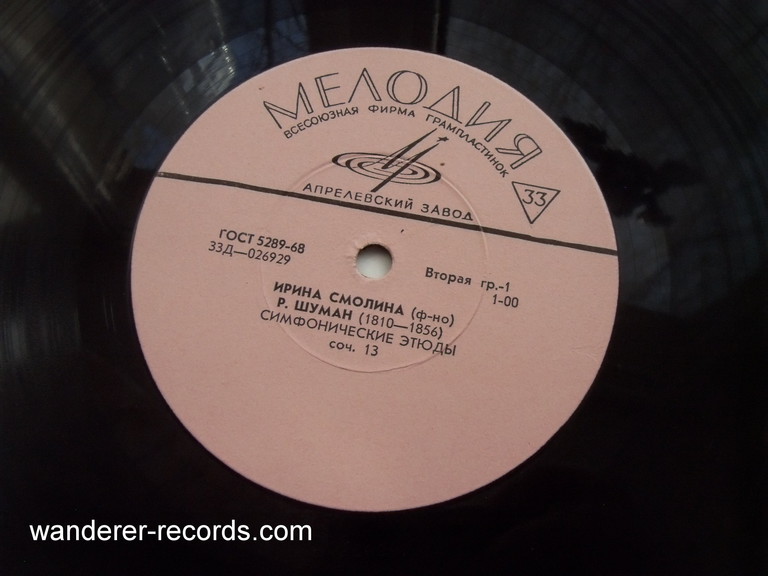 МЕЛОДИЯ
ВСЕСОЮЗНАЯ ФИРМА ГРАМПЛАСТИНОК
АПРЕЛЕВСКИЙ ЗАВОД
33
ГОСТ 5289-68
33Д—026929
Вторая гр.-1
1-00
ИРИНА СМОЛИНА (ф-но)
Р. ШУМАН (1810—1856)
СИМФОНИЧЕСКИЕ ЭТЮДЫ
соч. 13
wanderer-records.com